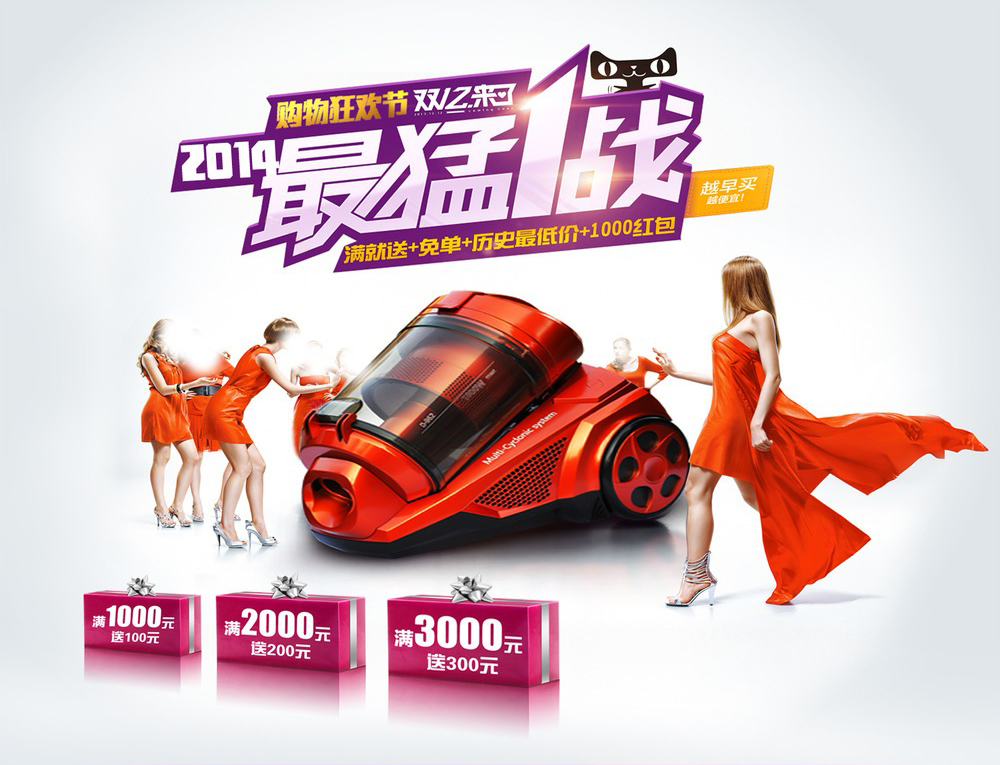 购物狂欢节 双12.来了
2014最猛1战
越早买
越便宜!
满就送+免单+历史最低价+1000红包
D-962
Multi-Cyclonic system
满1000元
送100元
满2000元
送200元
满3000元
送300元